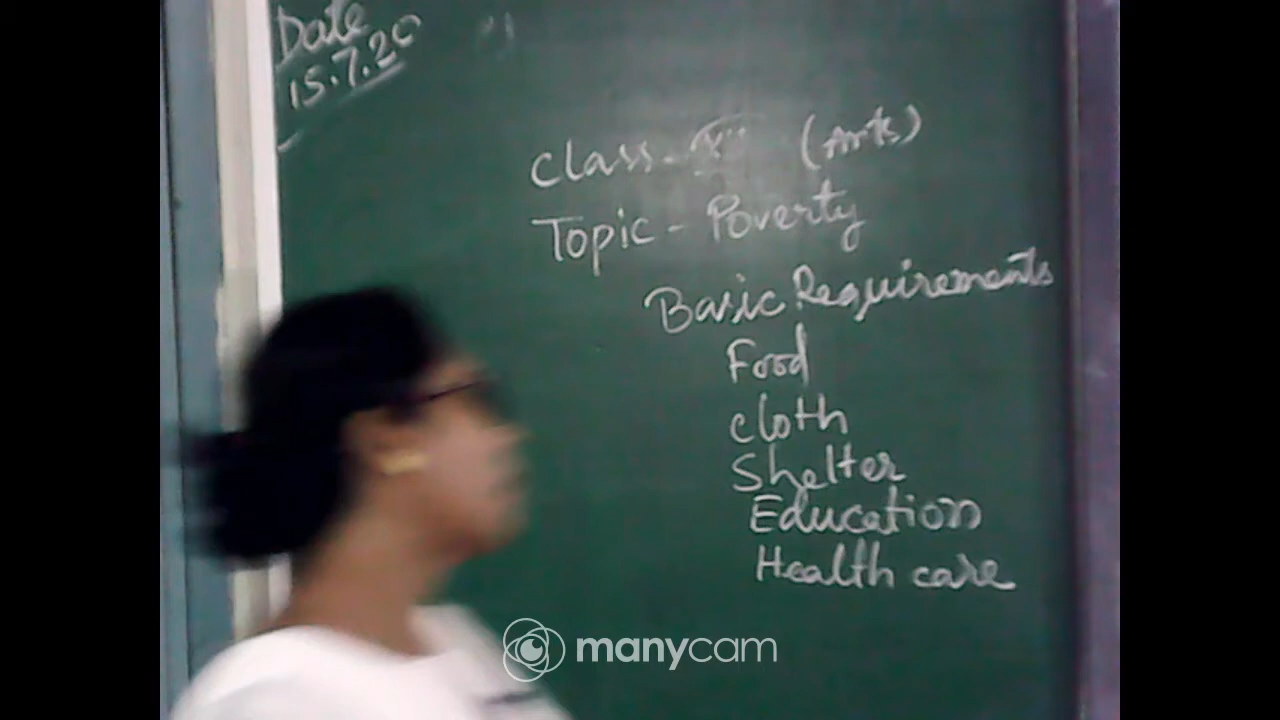 Date
15.7.20
Class - (Arts)
Topic - Poverty
Basic Requirements
Food
Cloth
Shelter
Education
Health care
manycam